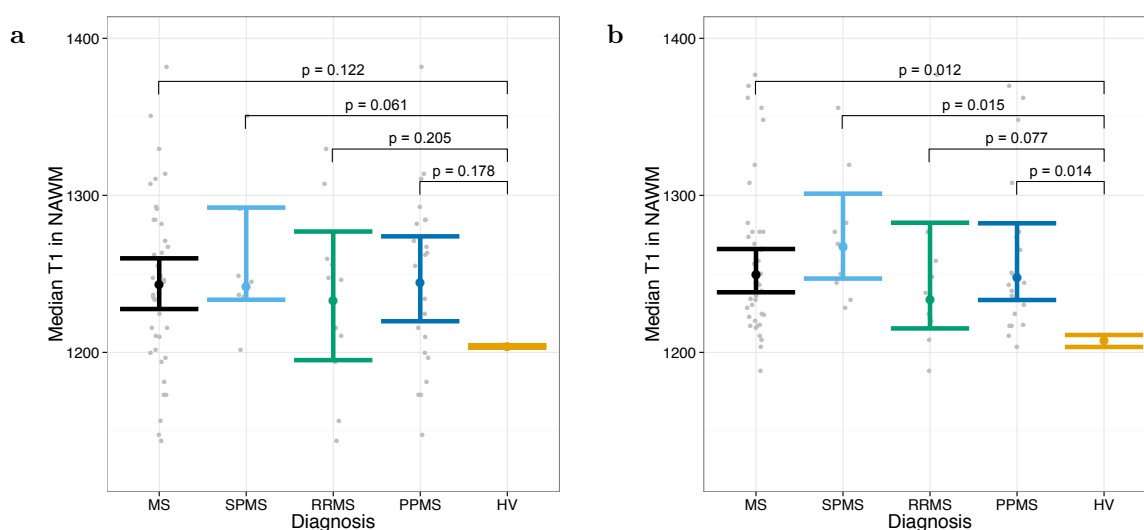 a
1400
1300
1200
Median T1 in NAWM
p = 0.122
p = 0.061
p = 0.205
p = 0.178
MS SPMS RRMS PPMS HV
Diagnosis
b
1400
1300
1200
Median T1 in NAWM
p = 0.012
p = 0.015
p = 0.077
p = 0.014
MS SPMS RRMS PPMS HV
Diagnosis